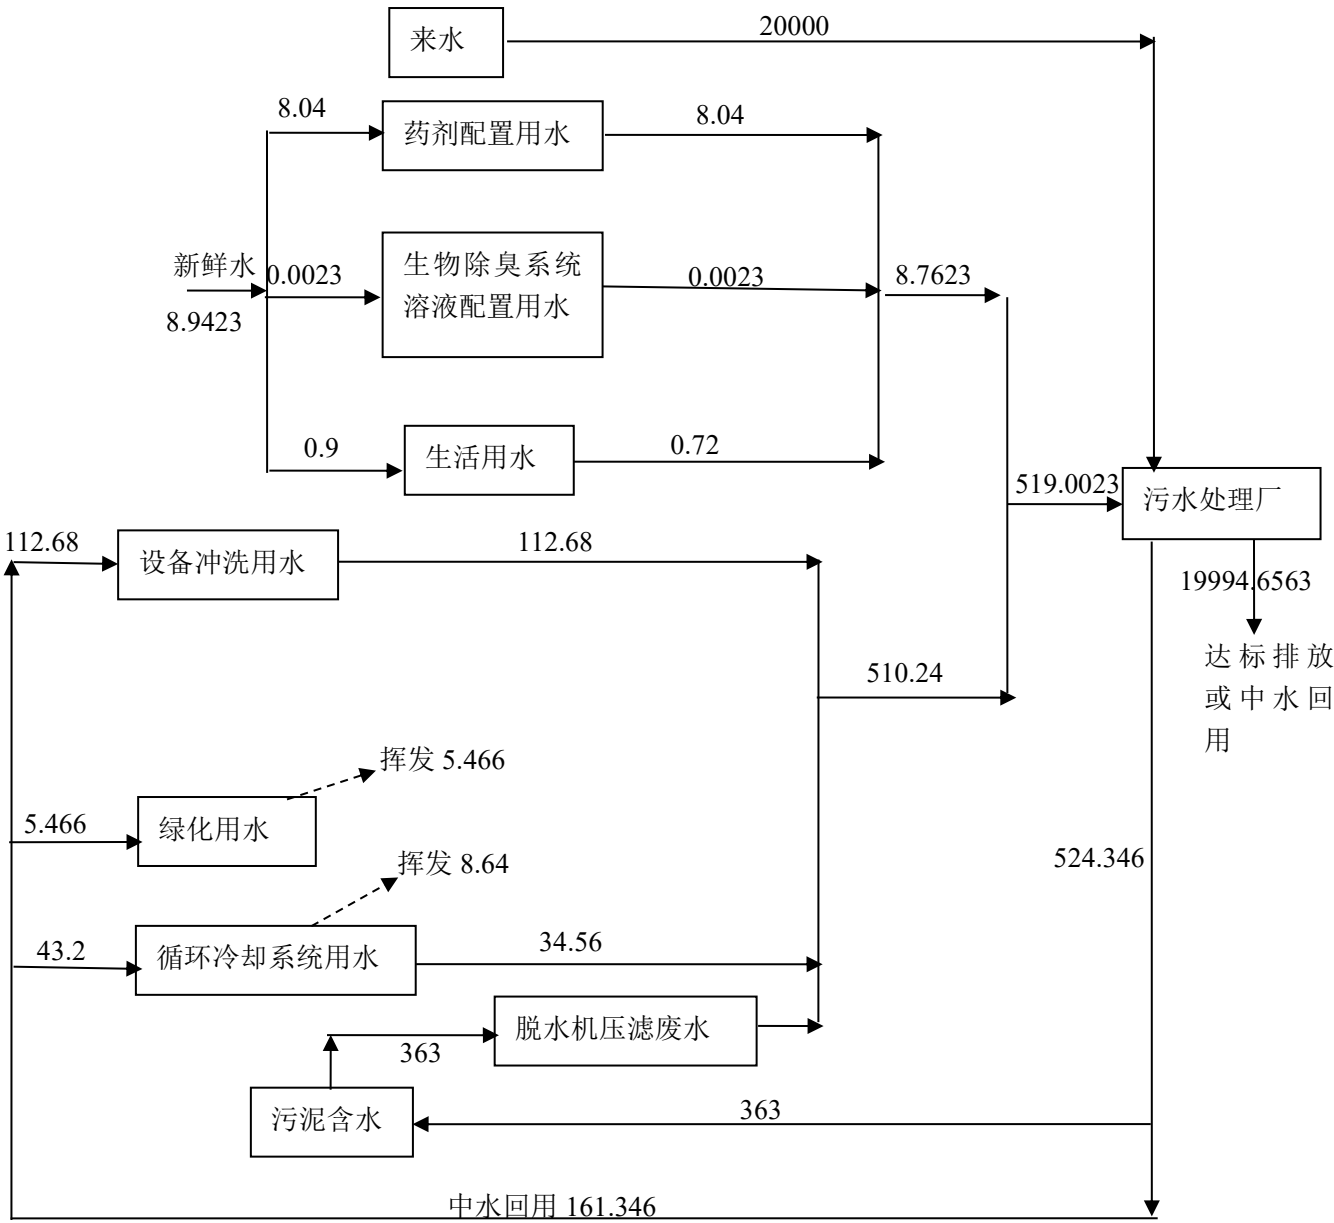 20000
来水
8.04
药剂配置用水
8.04
新鲜水
0.0023
生物除臭系统
溶液配置用水
0.0023
8.7623
8.9423
0.9
生活用水
0.72
519.0023
污水处理厂
112.68
设备冲洗用水
112.68
19994.6563
达标排放
或中水回
用
510.24
挥发 5.466
5.466
绿化用水
挥发 8.64
524.346
43.2
循环冷却系统用水
34.56
脱水机压滤废水
363
污泥含水
363
中水回用 161.346